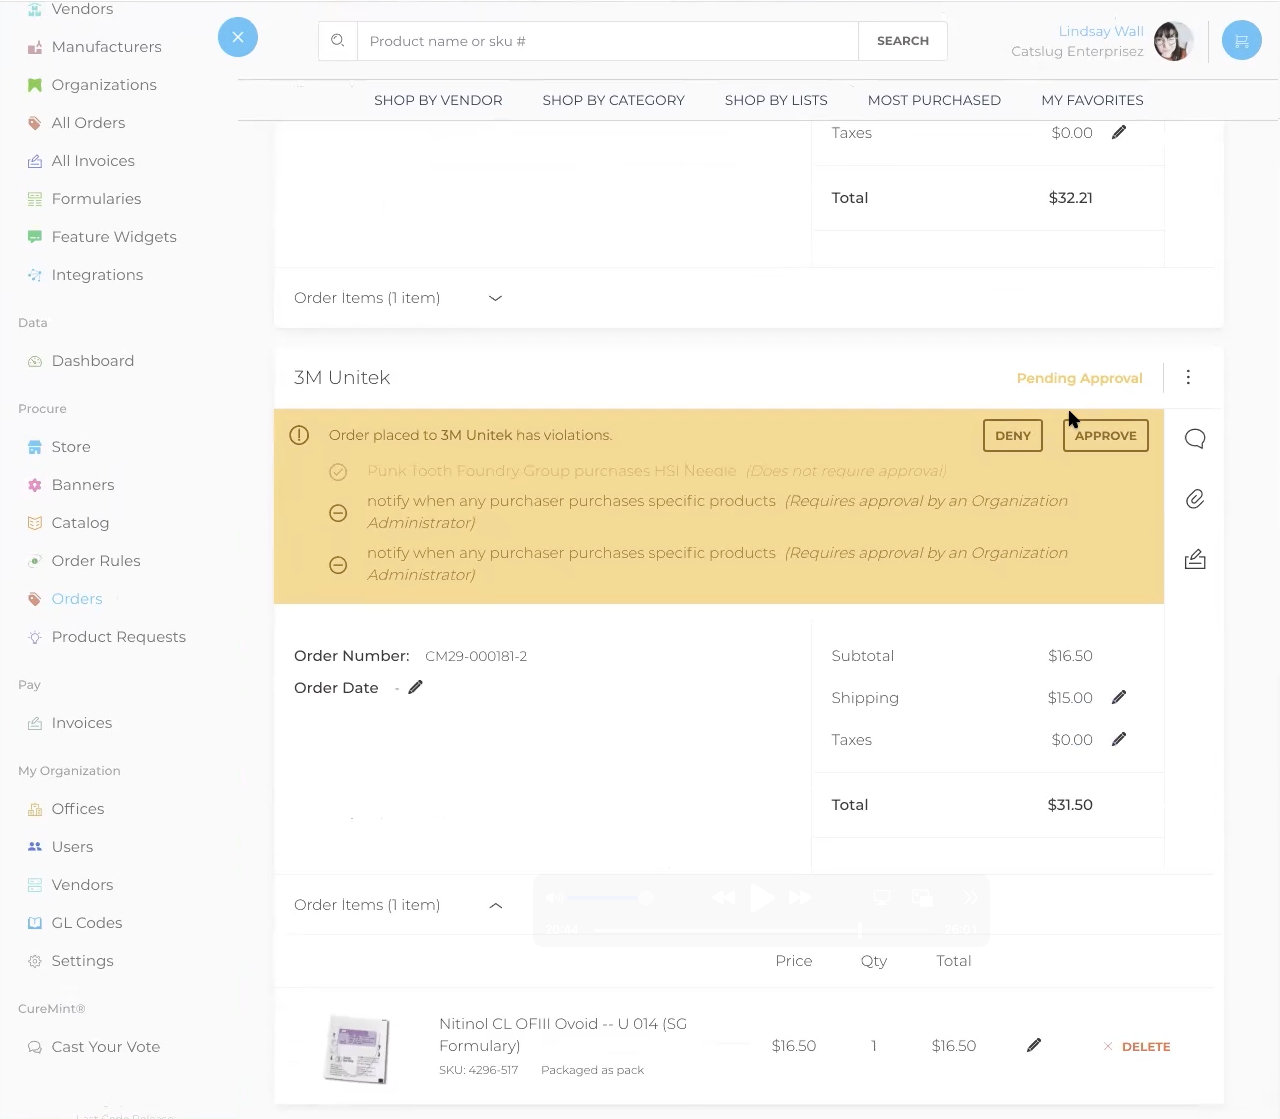 Vendors
Manufacturers
Organizations
All Orders
All Invoices
Formularies
Feature Widgets
Integrations
Data
Dashboard
Procure
Store
Banners
Catalog
Order Rules
Orders
Product Requests
Pay
Invoices
My Organization
Offices
Users
Vendors
GL Codes
Settings
CureMint®
Cast Your Vote
Last Code Release
Product name or sku #
SEARCH
Lindsay Wall
Catslug Enterprisez
SHOP BY VENDOR SHOP BY CATEGORY SHOP BY LISTS MOST PURCHASED MY FAVORITES
Taxes $0.00
Total $32.21
Order Items (1 item)
3M Unitek
Pending Approval
Order placed to 3M Unitek has violations.
DENY APPROVE
Punk Tooth Foundry Group purchases HSI Needle (Does not require approval)
notify when any purchaser purchases specific products (Requires approval by an Organization
Administrator)
notify when any purchaser purchases specific products (Requires approval by an Organization
Administrator)
Order Number: CM29-000181-2
Order Date -
Subtotal $16.50
Shipping $15.00
Taxes $0.00
Total $31.50
Order Items (1 item)
Price Qty Total
Nitinol CL OFIII Ovoid -- U 014 (SG
Formulary)
SKU: 4296-517 Packaged as pack
$16.50 1 $16.50
DELETE